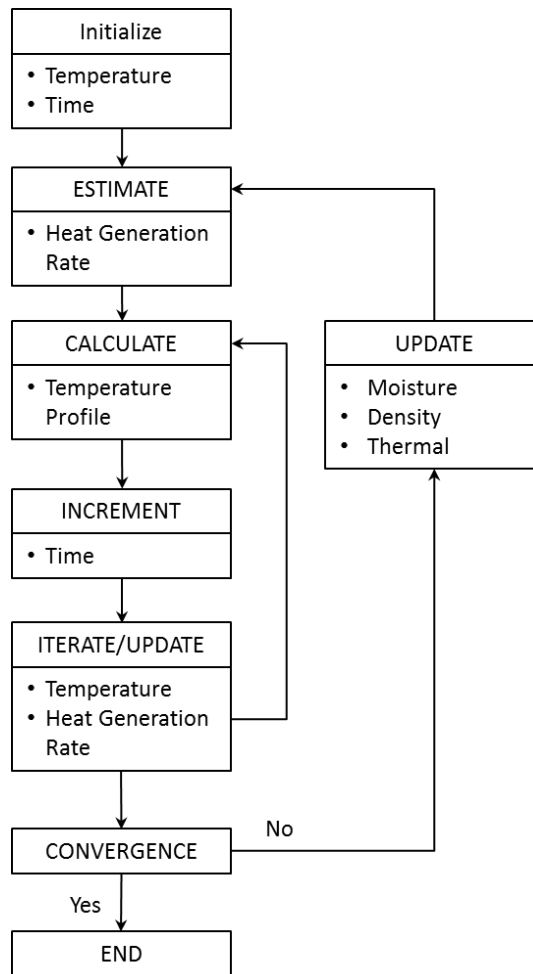 Initialize
• Temperature
• Time
ESTIMATE
• Heat Generation
Rate
CALCULATE
• Temperature
Profile
UPDATE
• Moisture
• Density
• Thermal
INCREMENT
• Time
ITERATE/UPDATE
• Temperature
• Heat Generation
Rate
CONVERGENCE
No
Yes
END